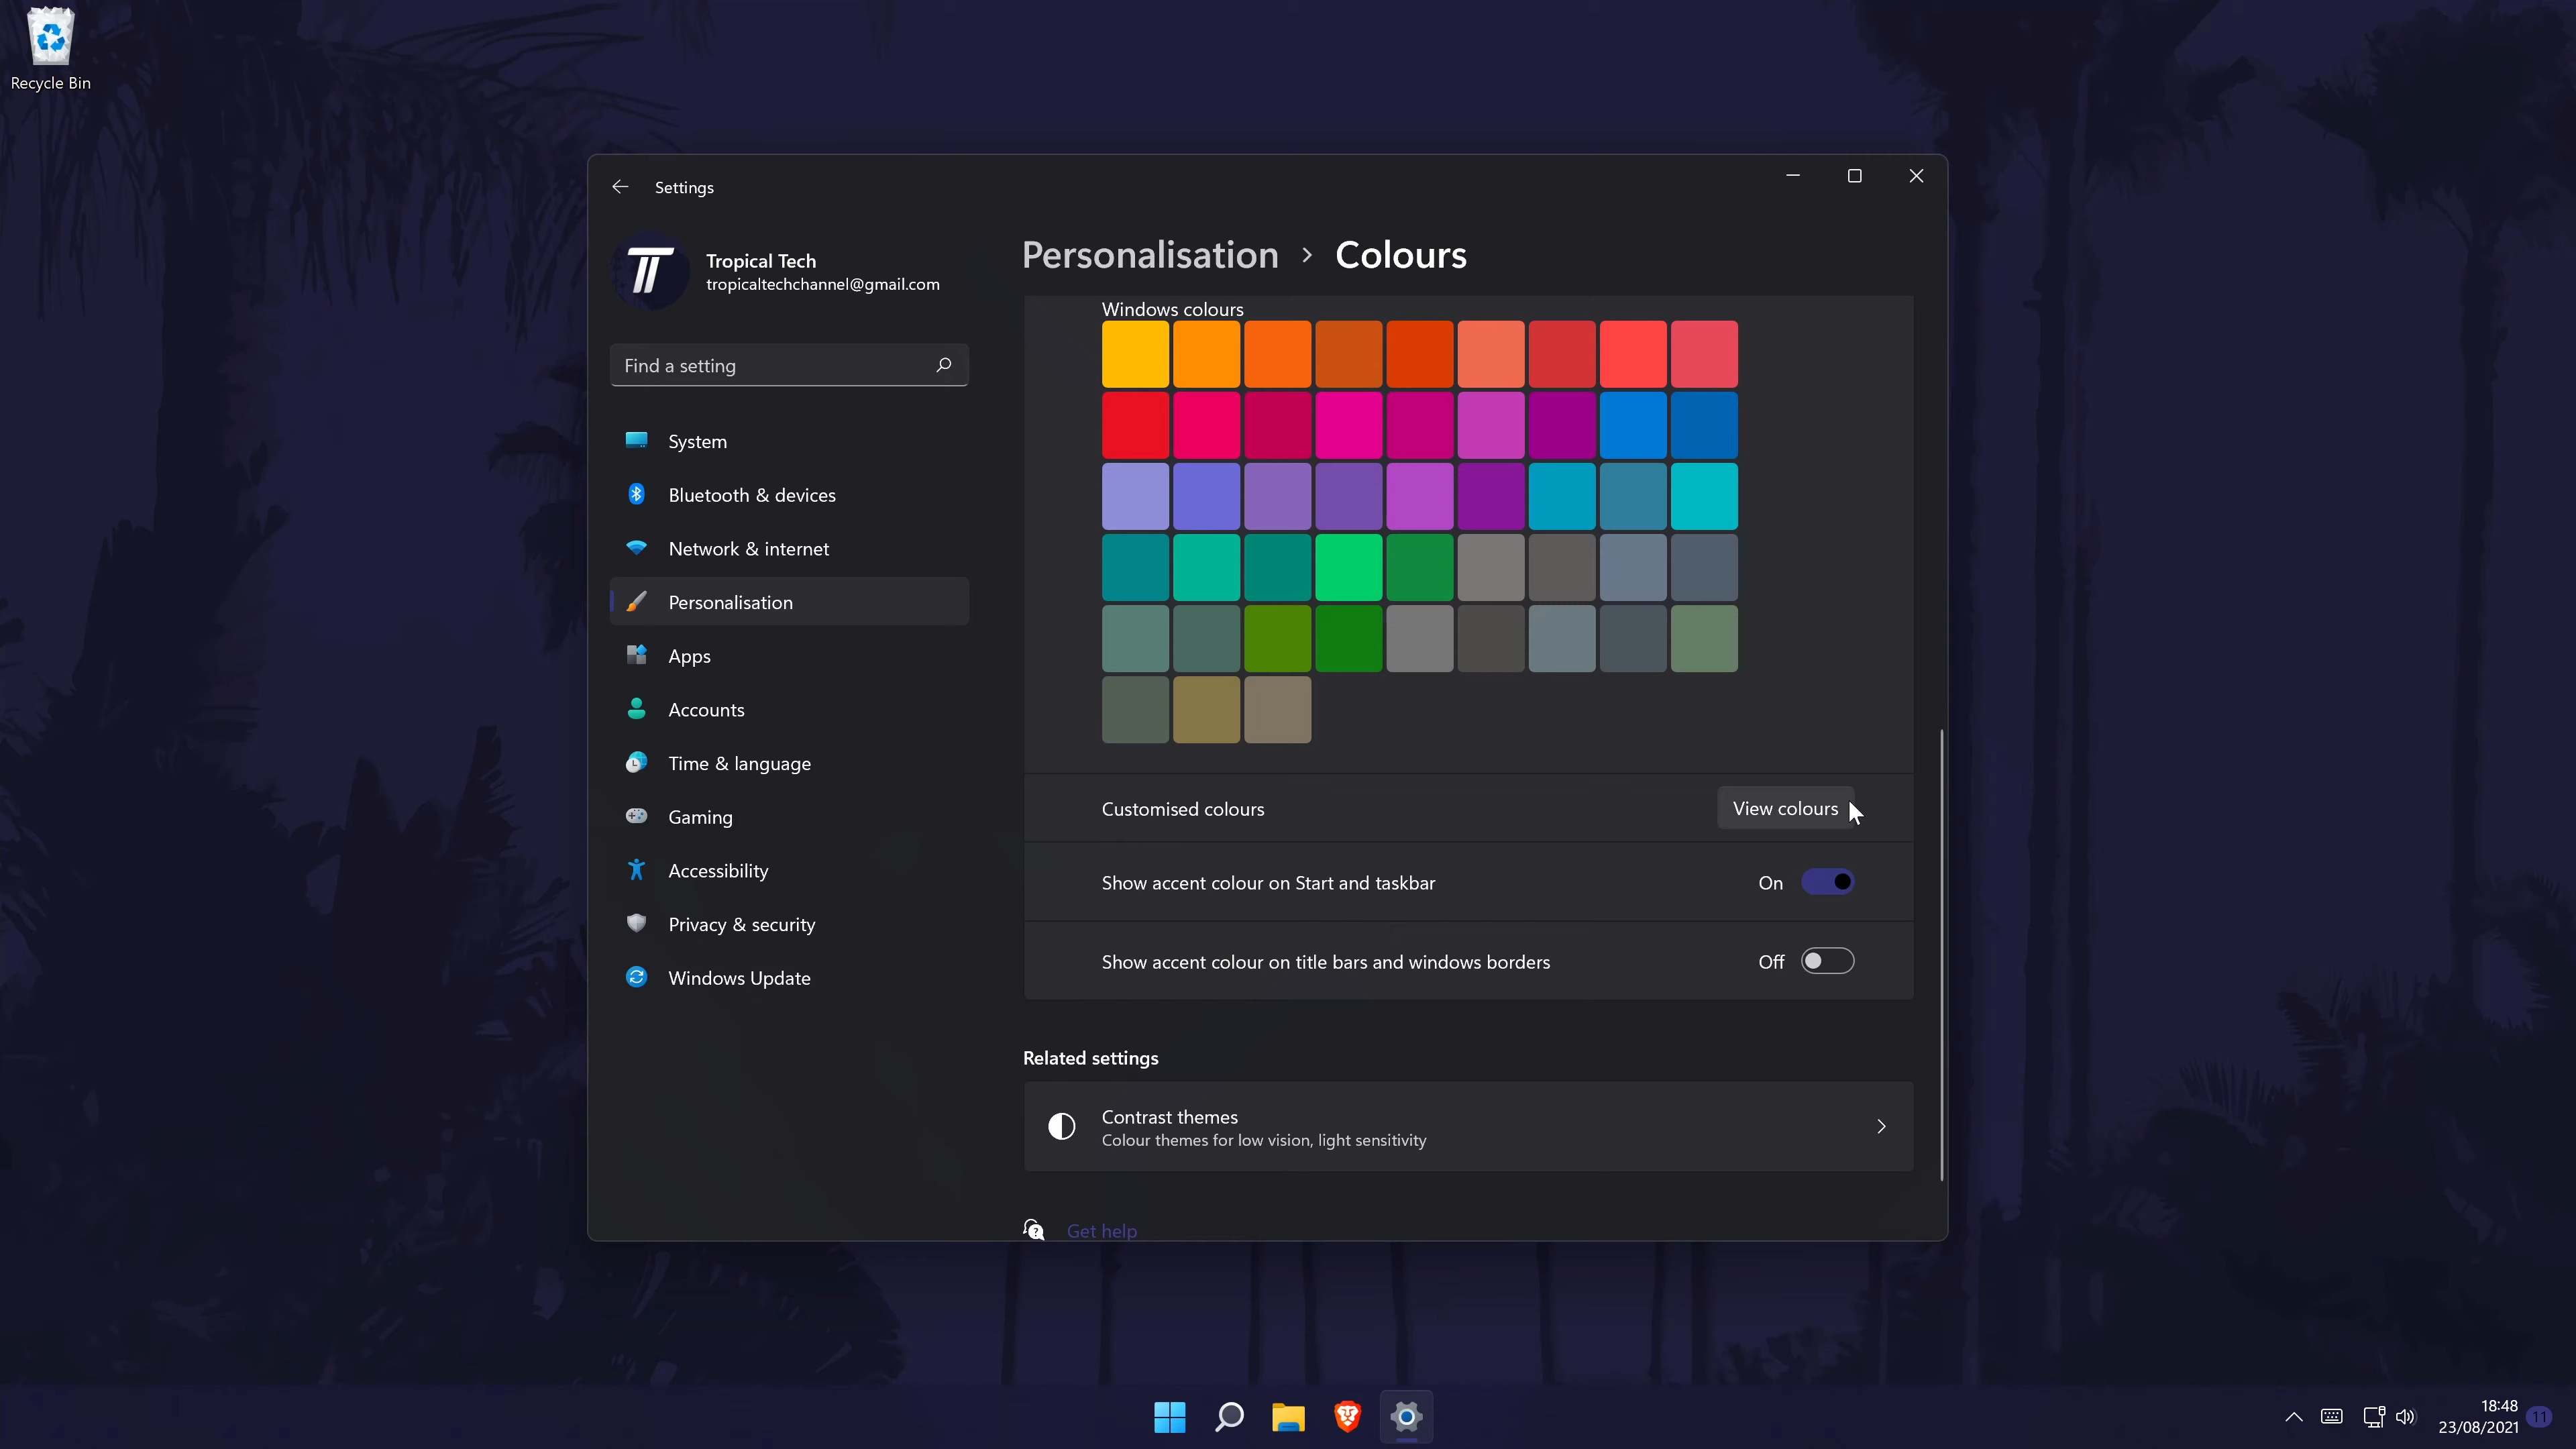 Recycle Bin
Settings
Tropical Tech
tropicaltechchannel@gmail.com
Find a setting
System
Bluetooth & devices
Network & internet
Personalisation
Apps
Accounts
Time & language
Gaming
Accessibility
Privacy & security
Windows Update
Personalisation > Colours
Windows colours
Customised colours
View colours
Show accent colour on Start and taskbar
On
Show accent colour on title bars and windows borders
Off
Related settings
Contrast themes
Colour themes for low vision, light sensitivity
Get help
18:48
23/08/2021
11